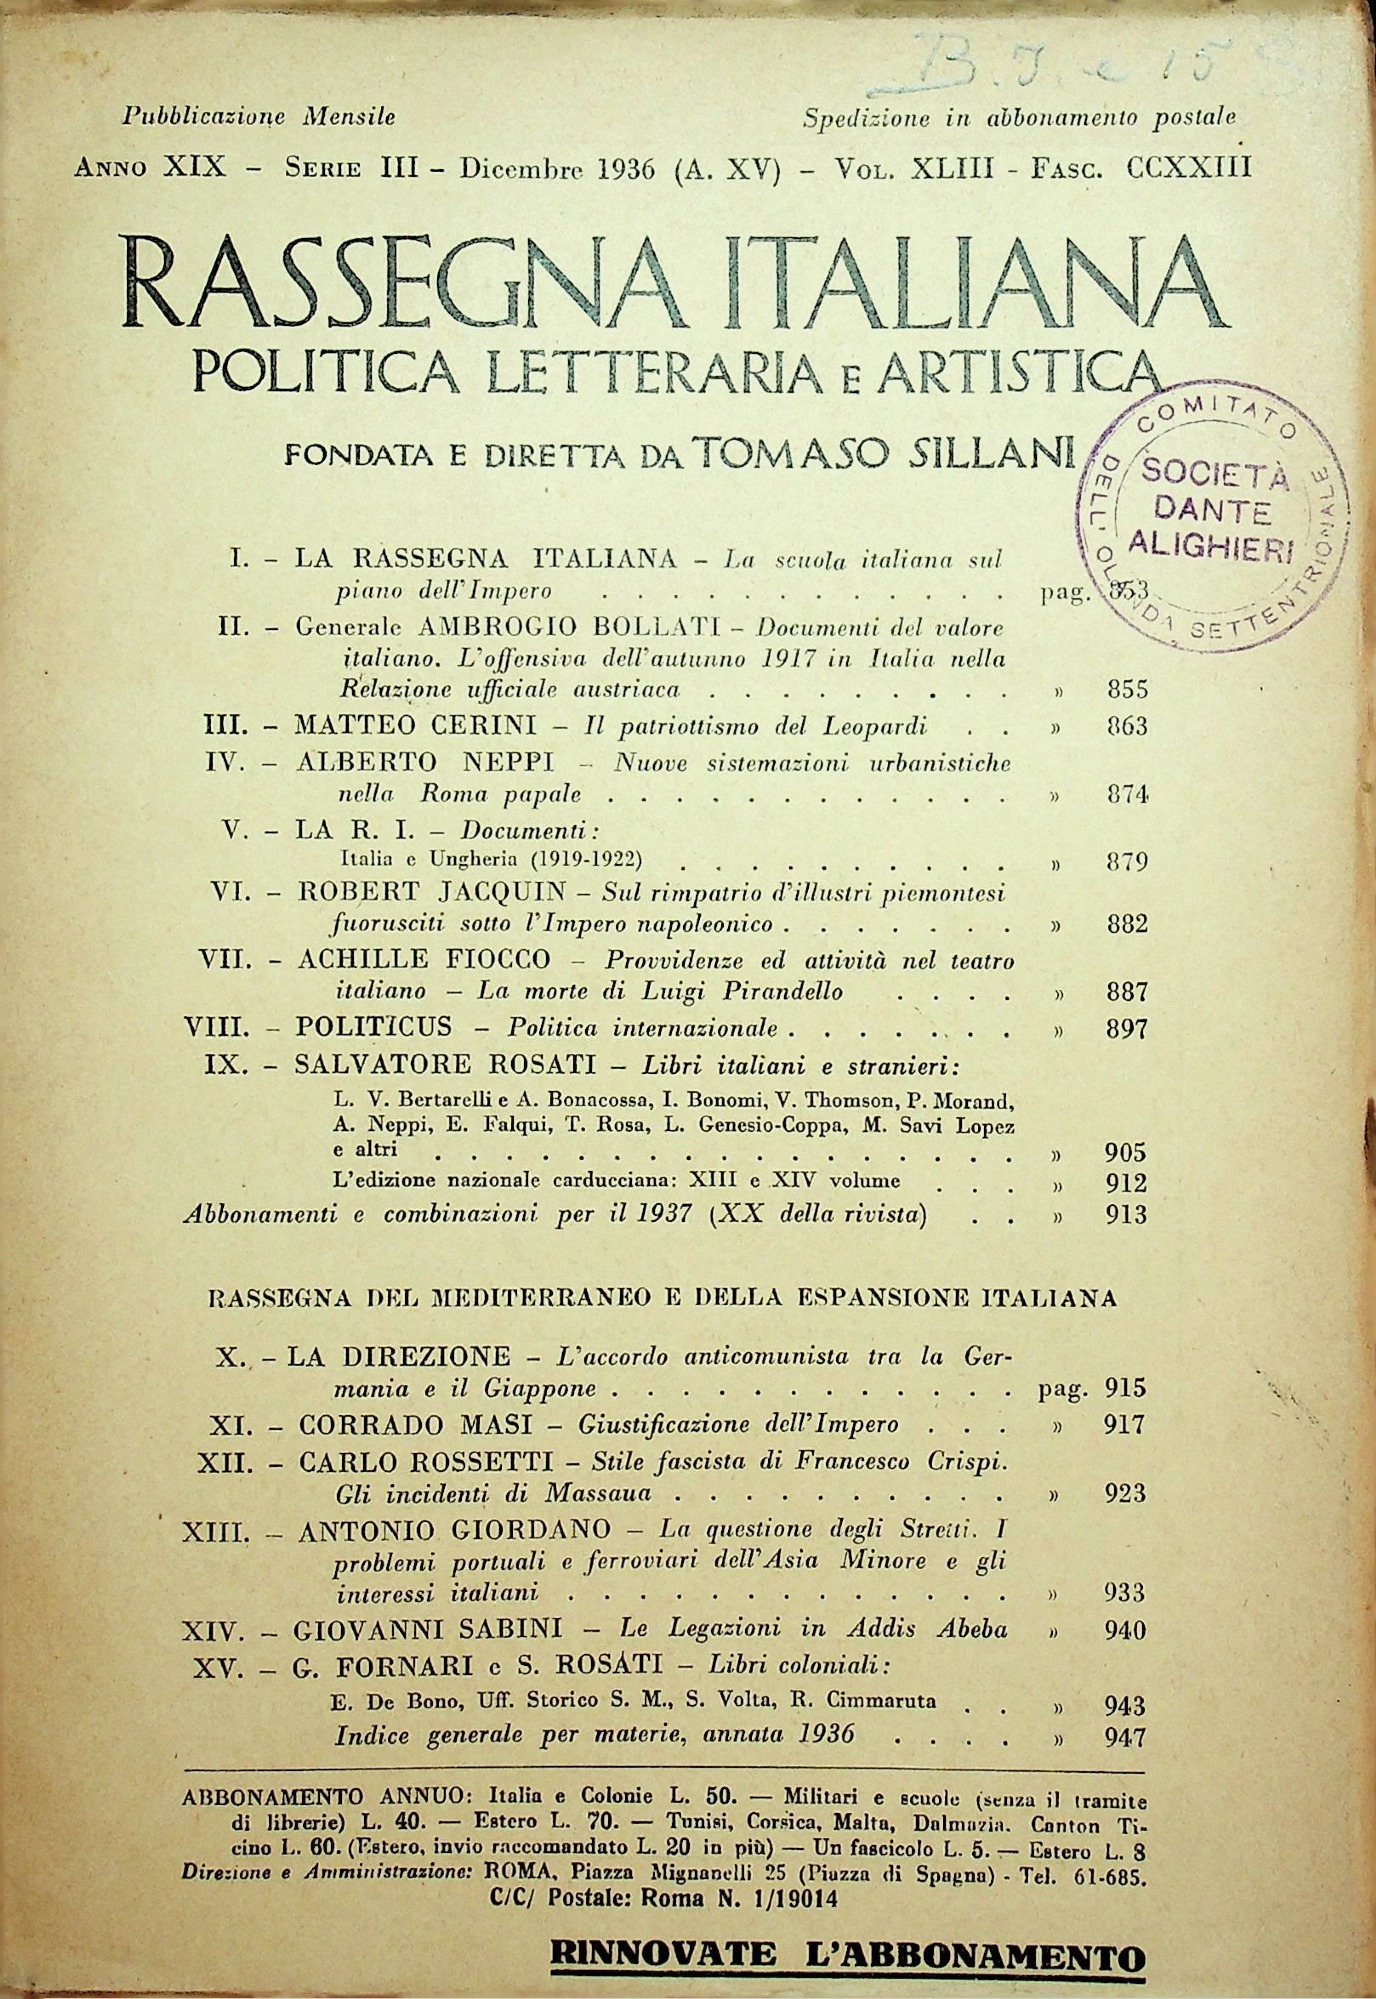 B. J. e 15
Pubblicazione Mensile Spedizione in abbonamento postale
ANNO XIX – SERIE III – Dicembre 1936 (A. XV) – VOL. XLIII - FASC. CCXXIII
RASSEGNA ITALIANA
POLITICA LETTERARIA E ARTISTICA
FONDATA E DIRETTA DA TOMASO SILLANI
COMITATO DELL' OLANDA SETTENTRIONALE
SOCIETÀ
DANTE
ALIGHIERI
I. – LA RASSEGNA ITALIANA – La scuola italiana sul
piano dell'Impero . . . . . . . . . . . . pag. 853
II. – Generale AMBROGIO BOLLATI – Documenti del valore
italiano. L'offensiva dell'autunno 1917 in Italia nella
Relazione ufficiale austriaca . . . . . . . . . » 855
III. – MATTEO CERINI – Il patriottismo del Leopardi . . » 863
IV. – ALBERTO NEPPI – Nuove sistemazioni urbanistiche
nella Roma papale . . . . . . . . . . . . » 874
V. – LA R. I. – Documenti:
Italia e Ungheria (1919-1922) . . . . . . . . . . » 879
VI. – ROBERT JACQUIN – Sul rimpatrio d'illustri piemontesi
fuorusciti sotto l'Impero napoleonico . . . . . . . » 882
VII. – ACHILLE FIOCCO – Provvidenze ed attività nel teatro
italiano – La morte di Luigi Pirandello . . . . » 887
VIII. – POLITICUS – Politica internazionale . . . . . . . » 897
IX. – SALVATORE ROSATI – Libri italiani e stranieri:
L. V. Bertarelli e A. Bonacossa, I. Bonomi, V. Thomson, P. Morand,
A. Neppi, E. Falqui, T. Rosa, L. Genesio-Coppa, M. Savi Lopez
e altri . . . . . . . . . . . . . . . . . » 905
L'edizione nazionale carducciana: XIII e XIV volume . . . » 912
Abbonamenti e combinazioni per il 1937 (XX della rivista) . . » 913
RASSEGNA DEL MEDITERRANEO E DELLA ESPANSIONE ITALIANA
X. – LA DIREZIONE – L'accordo anticomunista tra la Ger-
mania e il Giappone . . . . . . . . . . . . pag. 915
XI. – CORRADO MASI – Giustificazione dell'Impero . . . » 917
XII. – CARLO ROSSETTI – Stile fascista di Francesco Crispi.
Gli incidenti di Massaua . . . . . . . . . . » 923
XIII. – ANTONIO GIORDANO – La questione degli Stretti. I
problemi portuali e ferroviari dell'Asia Minore e gli
interessi italiani . . . . . . . . . . . . . » 933
XIV. – GIOVANNI SABINI – Le Legazioni in Addis Abeba » 940
XV. – G. FORNARI e S. ROSATI – Libri coloniali:
E. De Bono, Uff. Storico S. M., S. Volta, R. Cimmaruta . . » 943
Indice generale per materie, annata 1936 . . . . » 947
ABBONAMENTO ANNUO: Italia e Colonie L. 50. — Militari e scuole (senza il tramite
di librerie) L. 40. — Estero L. 70. — Tunisi, Corsica, Malta, Dalmazia. Canton Ti-
cino L. 60. (Estero, invio raccomandato L. 20 in più) — Un fascicolo L. 5. — Estero L. 8
Direzione e Amministrazione: ROMA, Piazza Mignanelli 25 (Piazza di Spagna) - Tel. 61-685.
C/C/ Postale: Roma N. 1/19014
RINNOVATE L'ABBONAMENTO